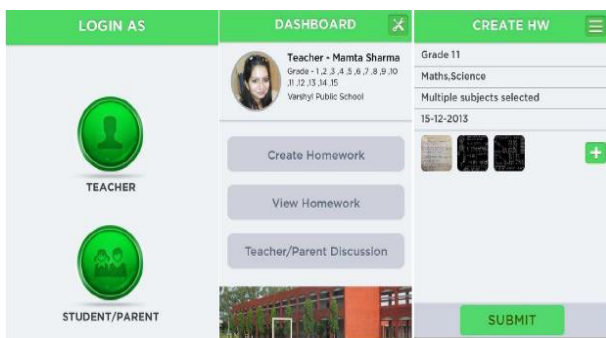 LOGIN AS
TEACHER
STUDENT/PARENT
DASHBOARD
Teacher - Mamta Sharma
Grade - 1 ,2 ,3 ,4 ,5 ,6 ,7 ,8 ,9 ,10
,11 ,12 ,13 ,14 ,15
Varshyl Public School
Create Homework
View Homework
Teacher/Parent Discussion
CREATE HW
Grade 11
Maths,Science
Multiple subjects selected
15-12-2013
SUBMIT